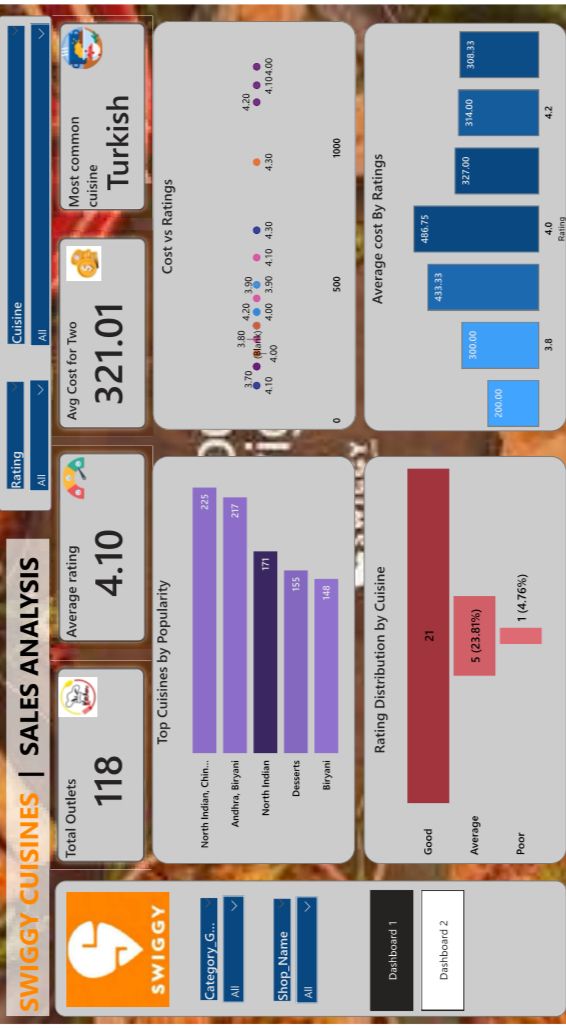 SWIGGY CUISINES | SALES ANALYSIS
Rating
All
Cuisine
All
SWIGGY
Category_G...
All
Shop_Name
All
Dashboard 1
Dashboard 2
Total Outlets
118
Average rating
4.10
Avg Cost for Two
321.01
Most common
cuisine
Turkish
Top Cuisines by Popularity
North Indian, Chin... 225
Andhra, Biryani 217
North Indian 171
Desserts 155
Biryani 148
Cost vs Ratings
4.20
4.10 4.00
4.30
4.30
4.10
3.90
3.90
4.20
4.00
3.80
(Blank)
4.00
3.70
4.10
0 500 1000
Rating Distribution by Cuisine
Good 21
Average 5 (23.81%)
Poor 1 (4.76%)
Average cost By Ratings
200.00 300.00 433.33 486.75 327.00 314.00 308.33
3.8 4.0 4.2
Rating
SWIGGY